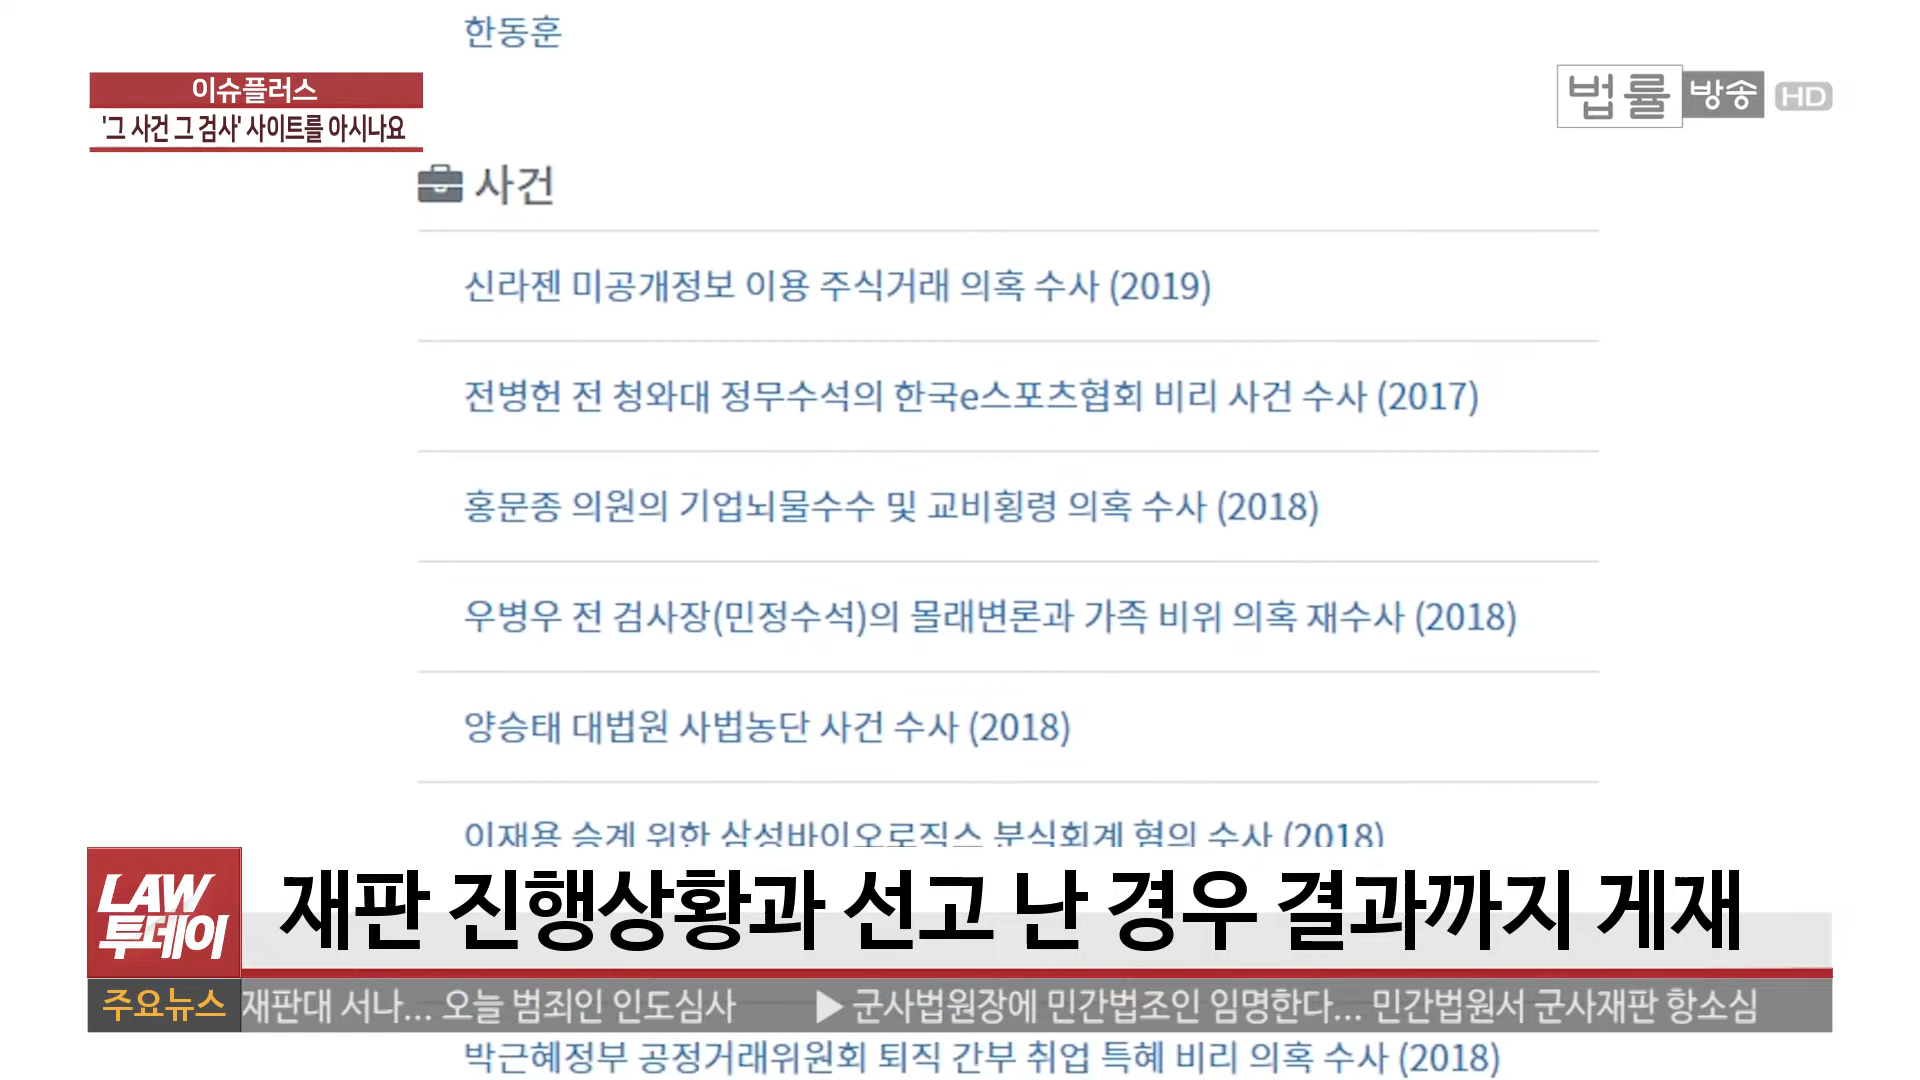 한동훈
이슈플러스
'그 사건 그 검사' 사이트를 아시나요
법률방송 HD
사건
신라젠 미공개정보 이용 주식거래 의혹 수사 (2019)
전병헌 전 청와대 정무수석의 한국e스포츠협회 비리 사건 수사 (2017)
홍문종 의원의 기업뇌물수수 및 교비횡령 의혹 수사 (2018)
우병우 전 검사장(민정수석)의 몰래변론과 가족 비위 의혹 재수사 (2018)
양승태 대법원 사법농단 사건 수사 (2018)
이재용 승계 위한 삼성바이오로직스 분식회계 혐의 수사 (2018)
LAW
투데이
재판 진행상황과 선고 난 경우 결과까지 게재
주요뉴스
재판대 서나... 오늘 범죄인 인도심사 ▶ 군사법원장에 민간법조인 임명한다... 민간법원서 군사재판 항소심
박근혜정부 공정거래위원회 퇴직 간부 취업 특혜 비리 의혹 수사 (2018)